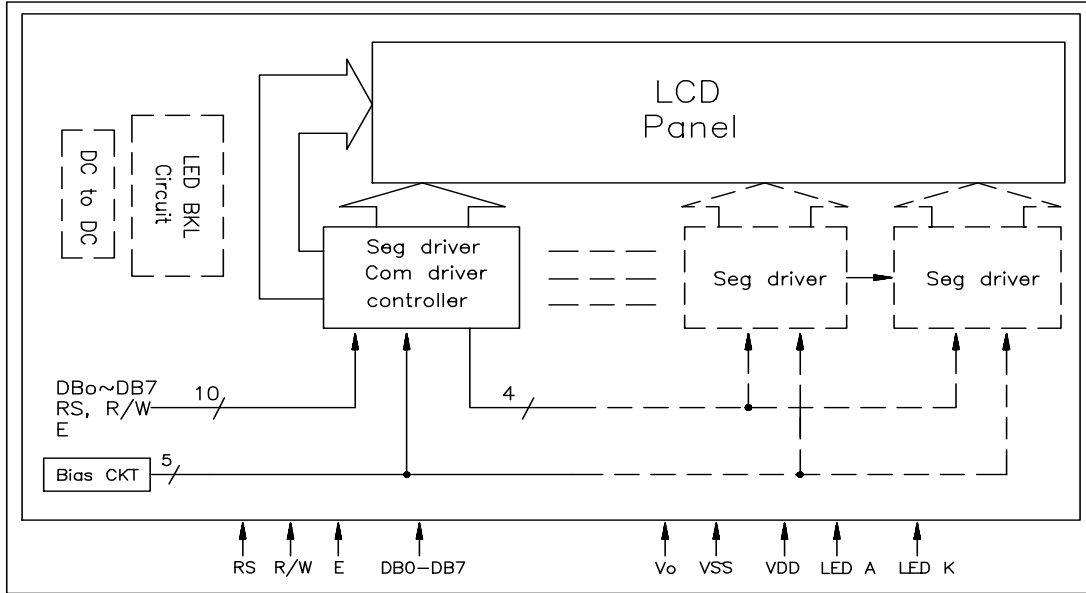 LCD
Panel
DC to DC
LED BKL
Circuit
Seg driver
Com driver
controller
Seg driver
Seg driver
DBo~DB7
RS, R/W
E
10
4
Bias CKT
5
RS
R/W
E
DB0-DB7
Vo
VSS
VDD
LED A
LED K